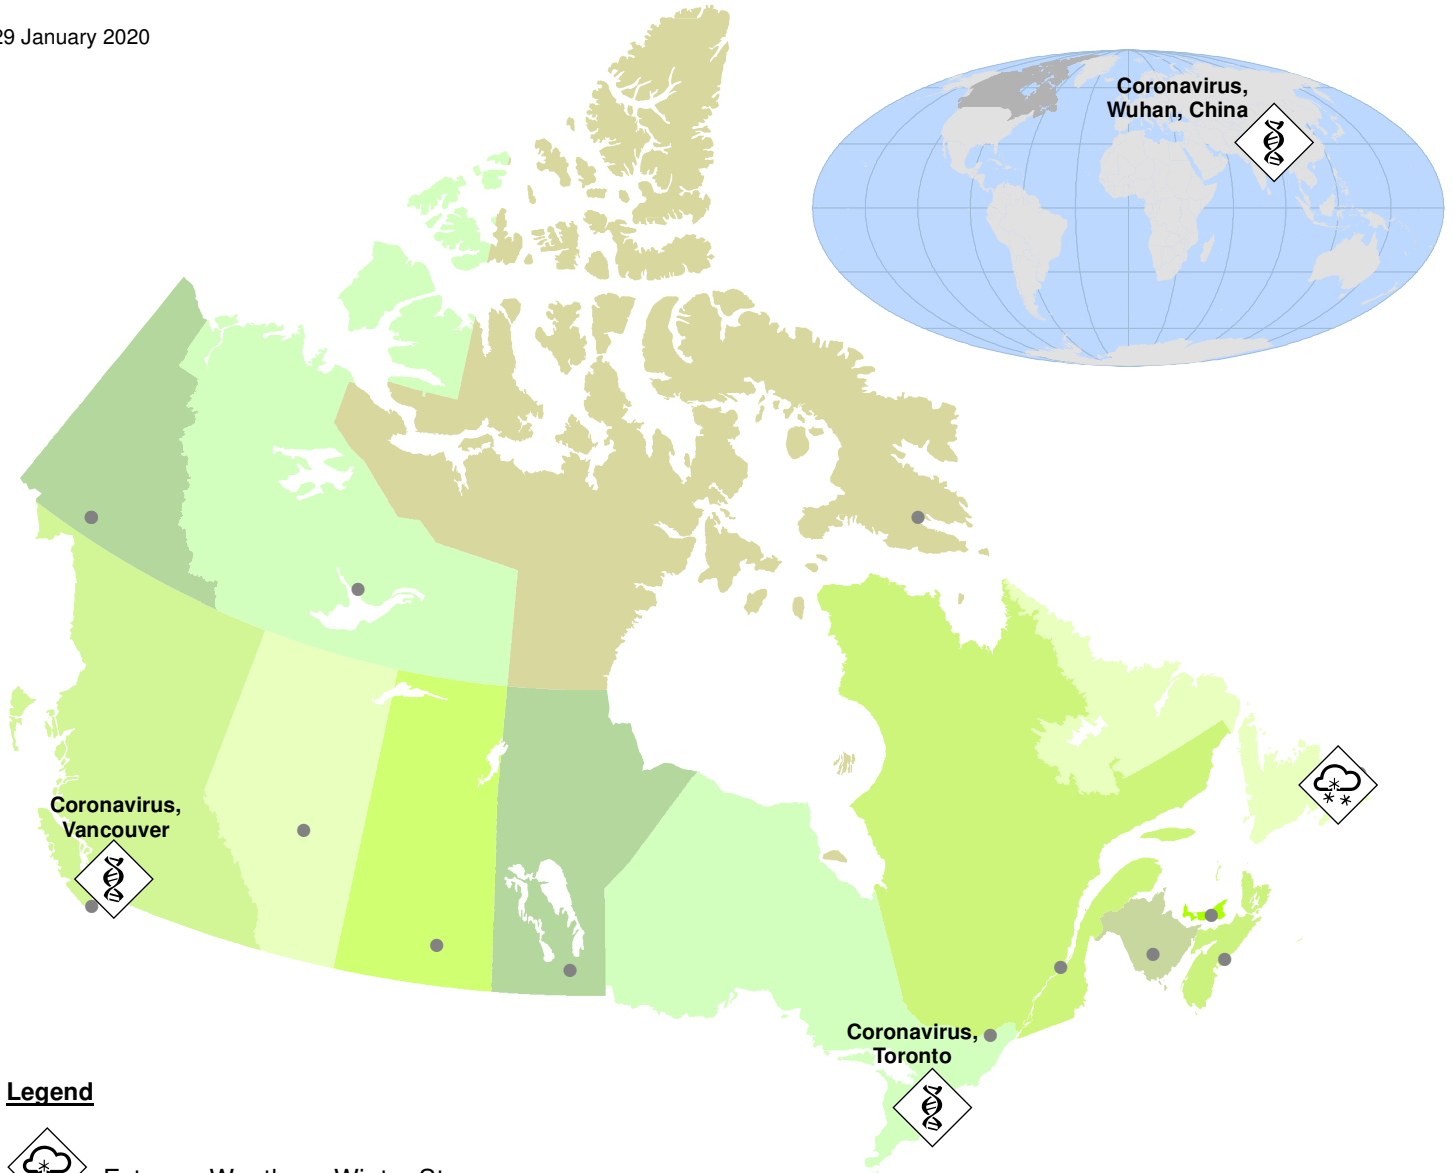 29 January 2020
Coronavirus,
Wuhan, China
Coronavirus,
Vancouver
Coronavirus,
Toronto
Legend